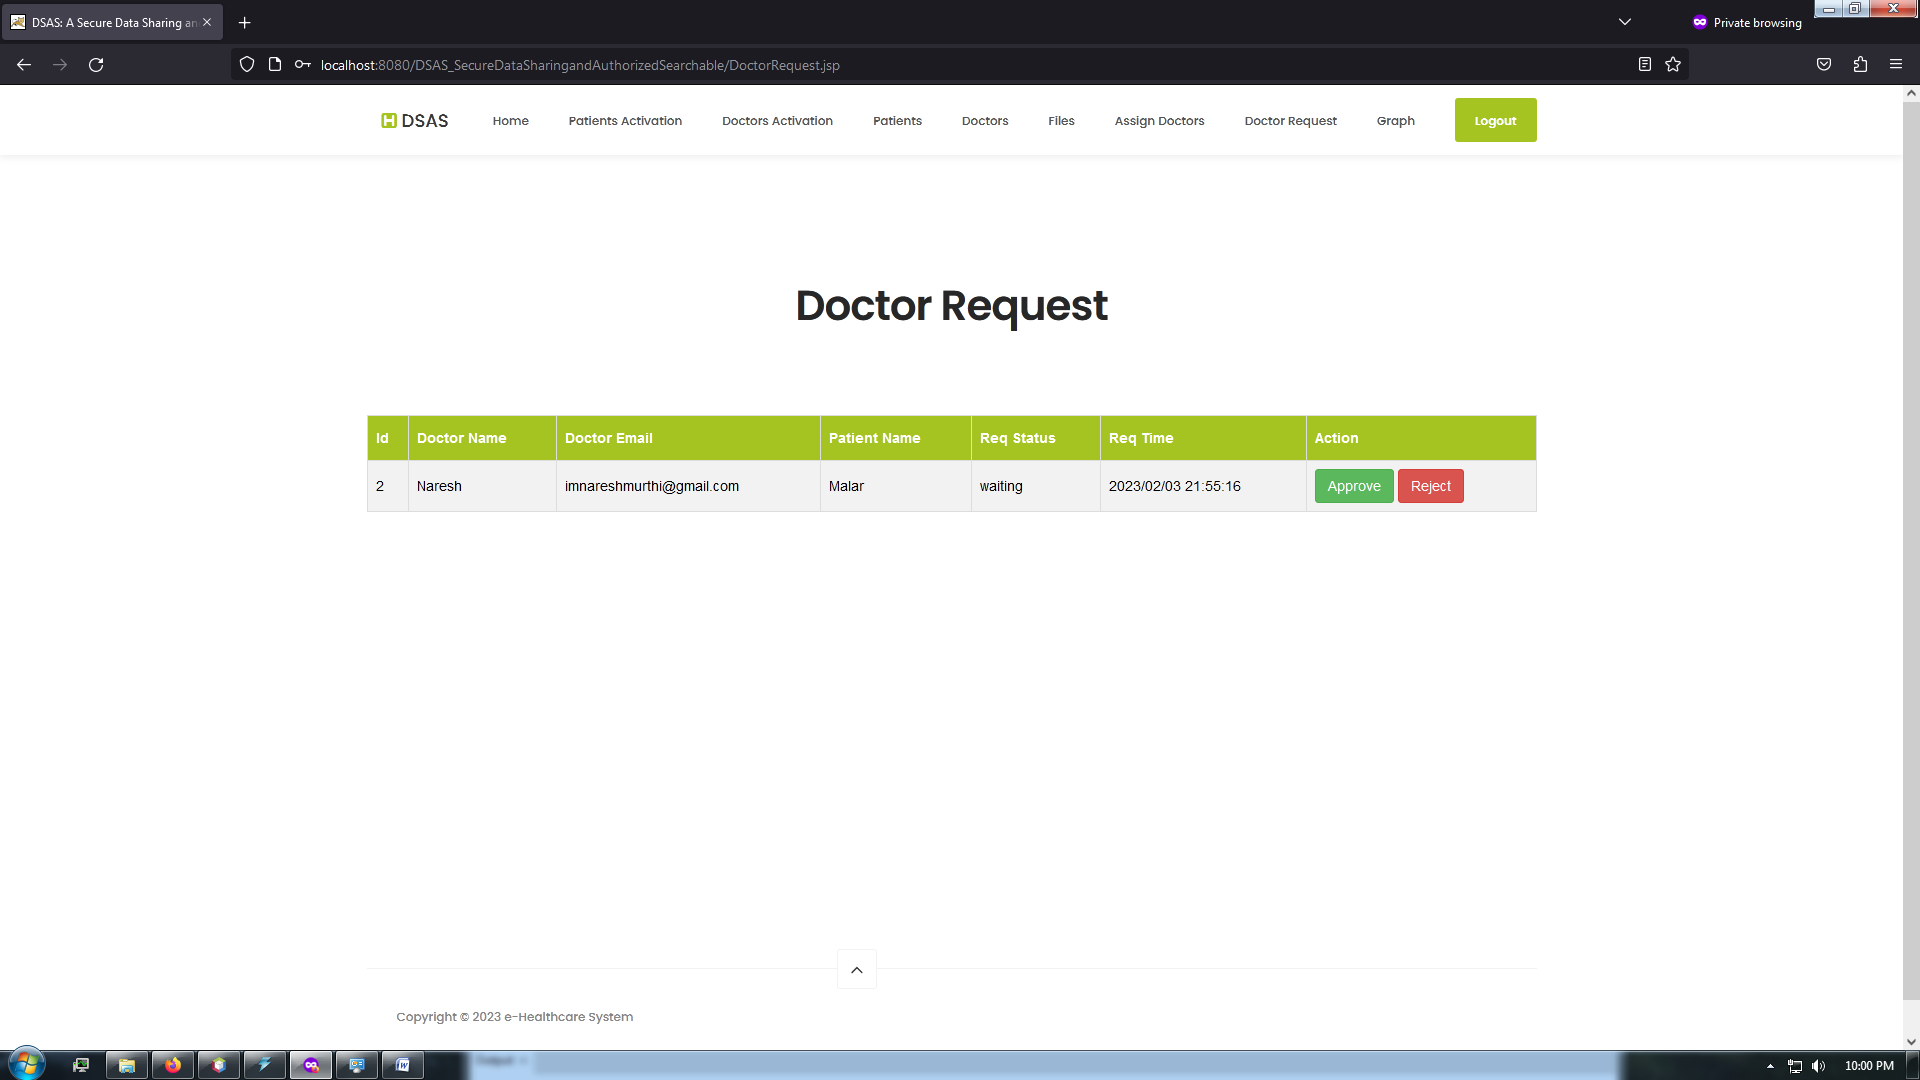 DSAS: A Secure Data Sharing an
Private browsing
localhost:8080/DSAS_SecureDataSharingandAuthorizedSearchable/DoctorRequest.jsp
H DSAS Home Patients Activation Doctors Activation Patients Doctors Files Assign Doctors Doctor Request Graph Logout
Doctor Request
Id Doctor Name Doctor Email Patient Name Req Status Req Time Action
2 Naresh imnareshmurthi@gmail.com Malar waiting 2023/02/03 21:55:16 Approve Reject
Copyright © 2023 e-Healthcare System
10:00 PM